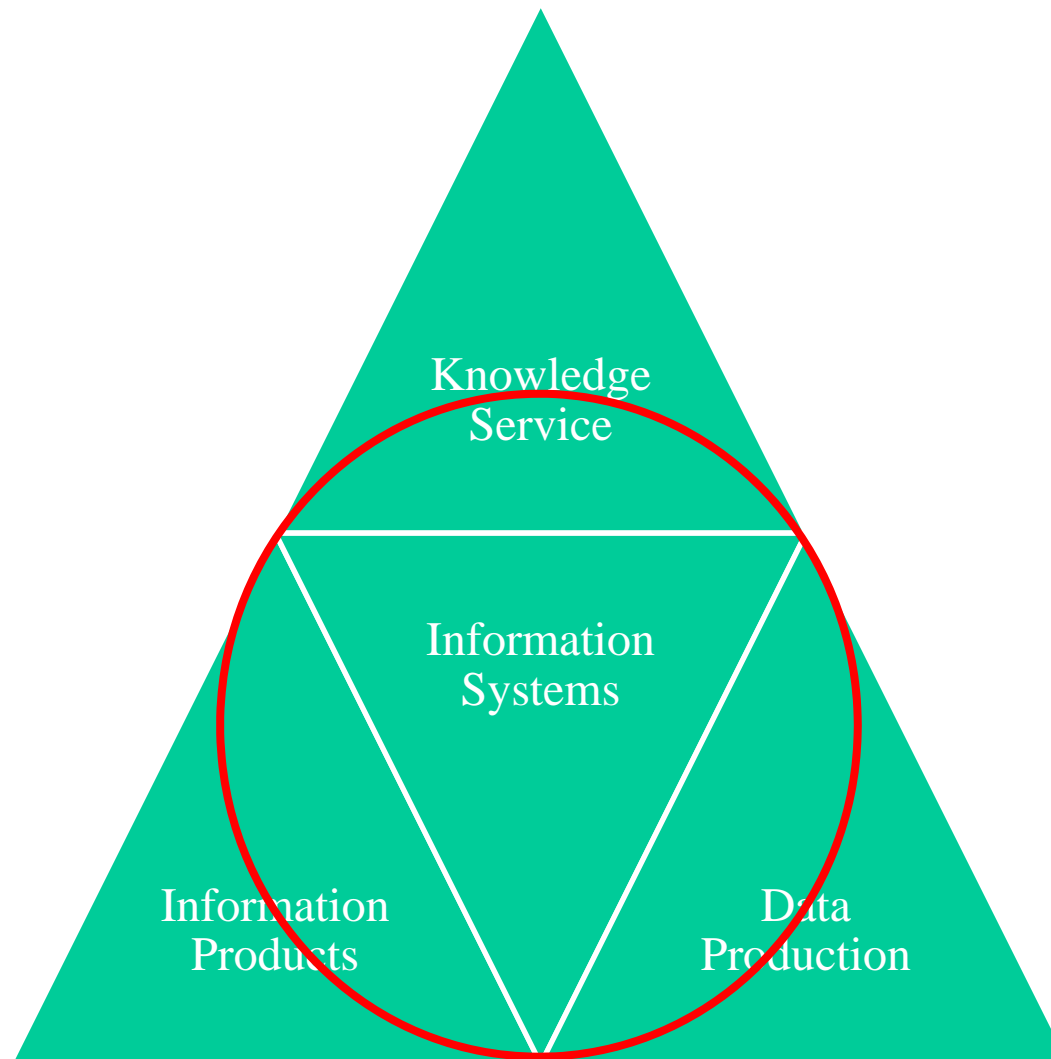 Knowledge
Service
Information
Systems
Information
Products
Data
Production